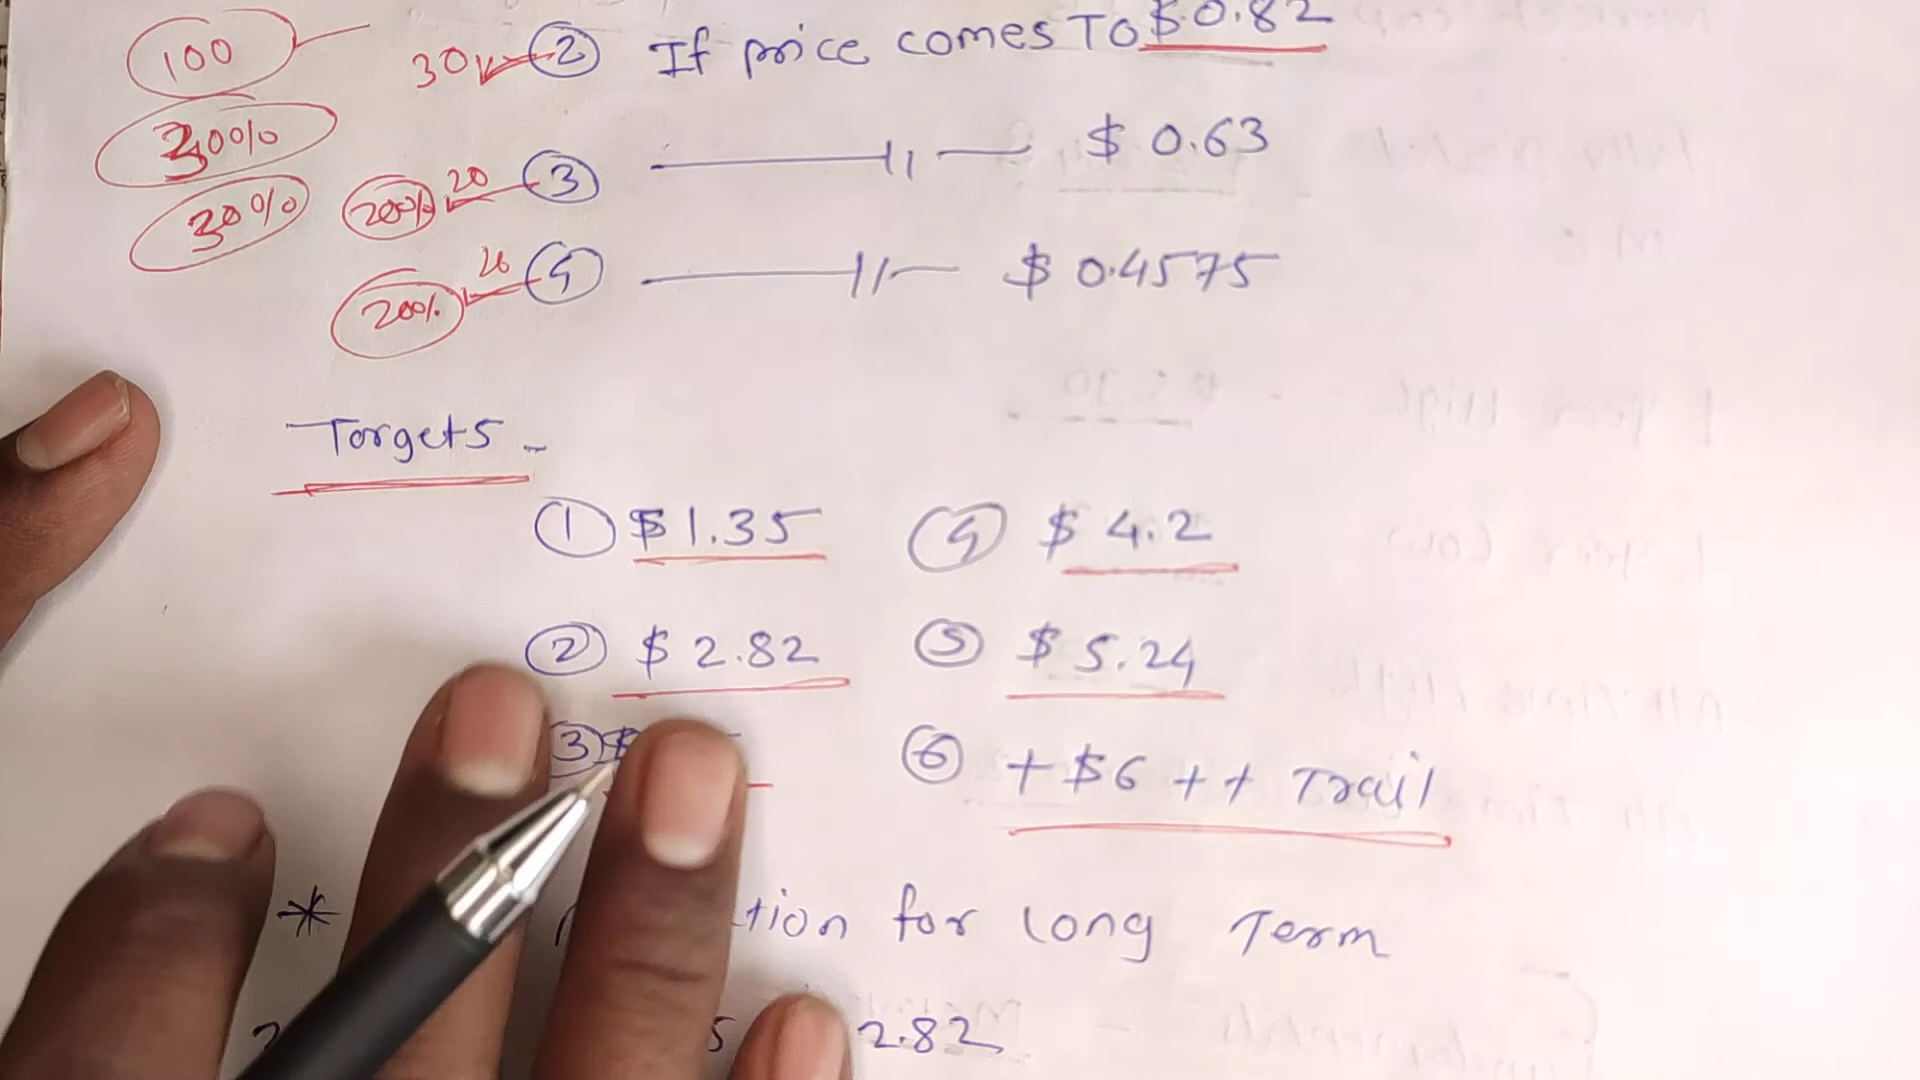 100 30 ② If price comes To $0.82
30%
20 ③ —— 11 —— $ 0.63
30% 20%
20 ④ —— 11 — $ 0.4575
20%
Targets -
① $1.35 ④ $ 4.2
② $ 2.82 ⑤ $ 5.24
③ $ ⑥ + $6 ++ Trail
* for long Term
2.82